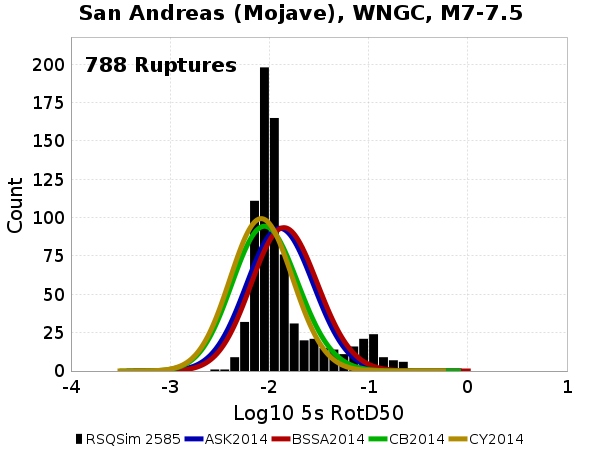 San Andreas (Mojave), WNGC, M7-7.5
788 Ruptures
200
175
150
125
100
75
50
25
0
Count
-4 -3 -2 -1 0 1
Log10 5s RotD50
RSQSim 2585 ASK2014 BSSA2014 CB2014 CY2014